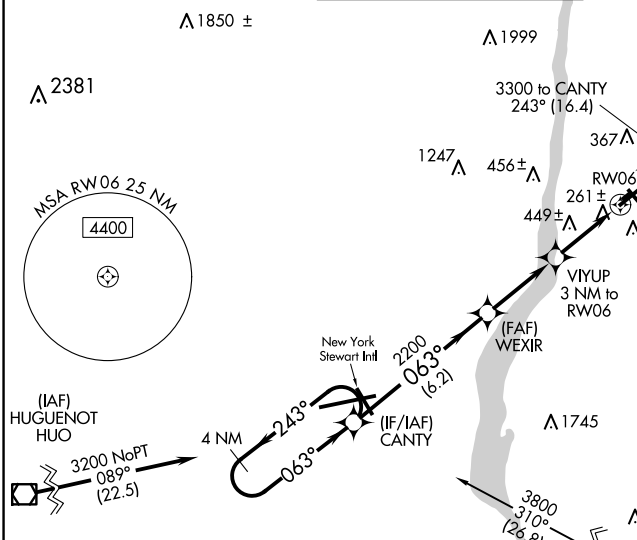 1850 ±
1999
2381
3300 to CANTY
243° (16.4)
367
1247
456±
RW06
261±
449±
MSA RW06 25 NM
4400
VIYUP
3 NM to
RW06
(FAF)
WEXIR
New York
Stewart Intl
2200
063°
(6.2)
(IF/IAF)
CANTY
(IAF)
HUGUENOT
HUO
4 NM
243°
063°
1745
3200 NoPT
089°
(22.5)
3800
310°